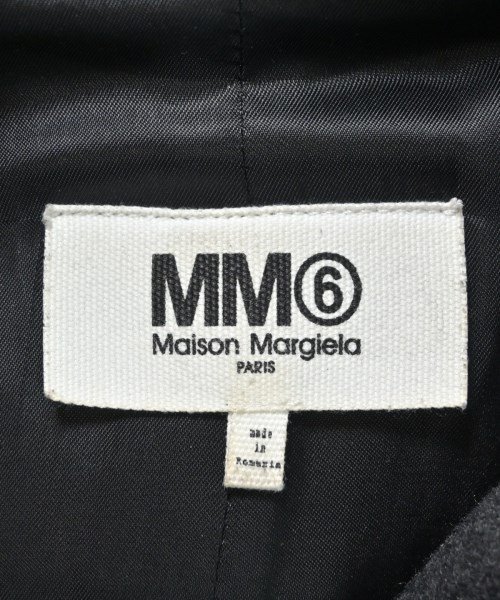 MM⑥
Maison Margiela
PARIS
made
in
Romania